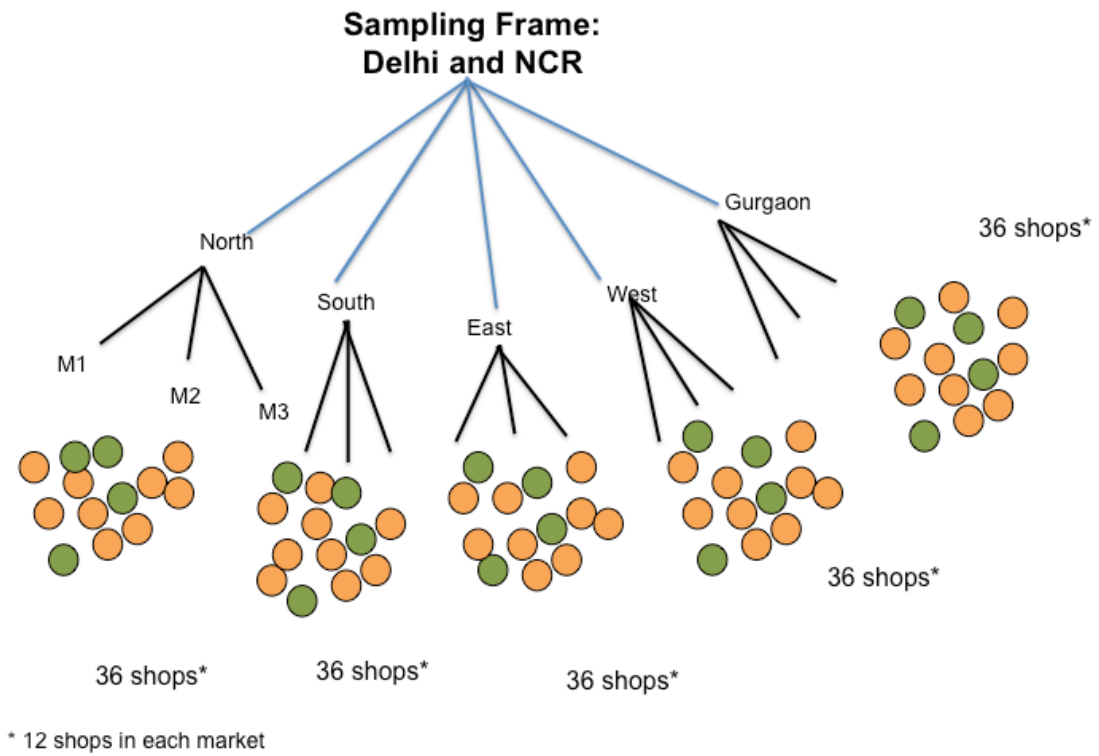 Sampling Frame:
Delhi and NCR
Gurgaon
36 shops*
North
South
West
East
M1
M2
M3
36 shops*
36 shops*
36 shops*
36 shops*
* 12 shops in each market